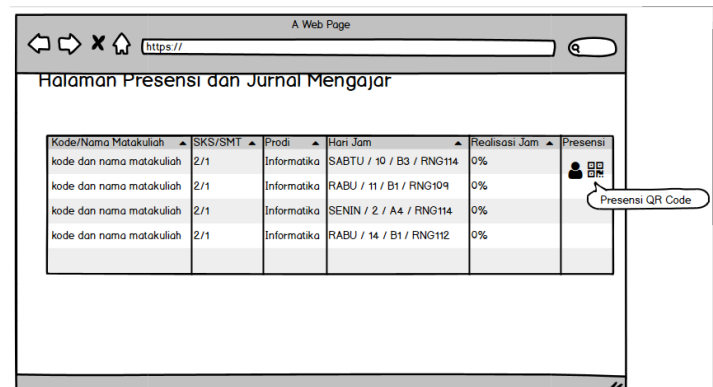 A Web Page
https://
Halaman Presensi dan Jurnal Mengajar
Kode/Nama Matakuliah SKS/SMT Prodi Hari Jam Realisasi Jam Presensi
kode dan nama matakuliah 2/1 Informatika SABTU / 10 / B3 / RNG114 0%
kode dan nama matakuliah 2/1 Informatika RABU / 11 / B1 / RNG109 0%
Presensi QR Code
kode dan nama matakuliah 2/1 Informatika SENIN / 2 / A4 / RNG114 0%
kode dan nama matakuliah 2/1 Informatika RABU / 14 / B1 / RNG112 0%